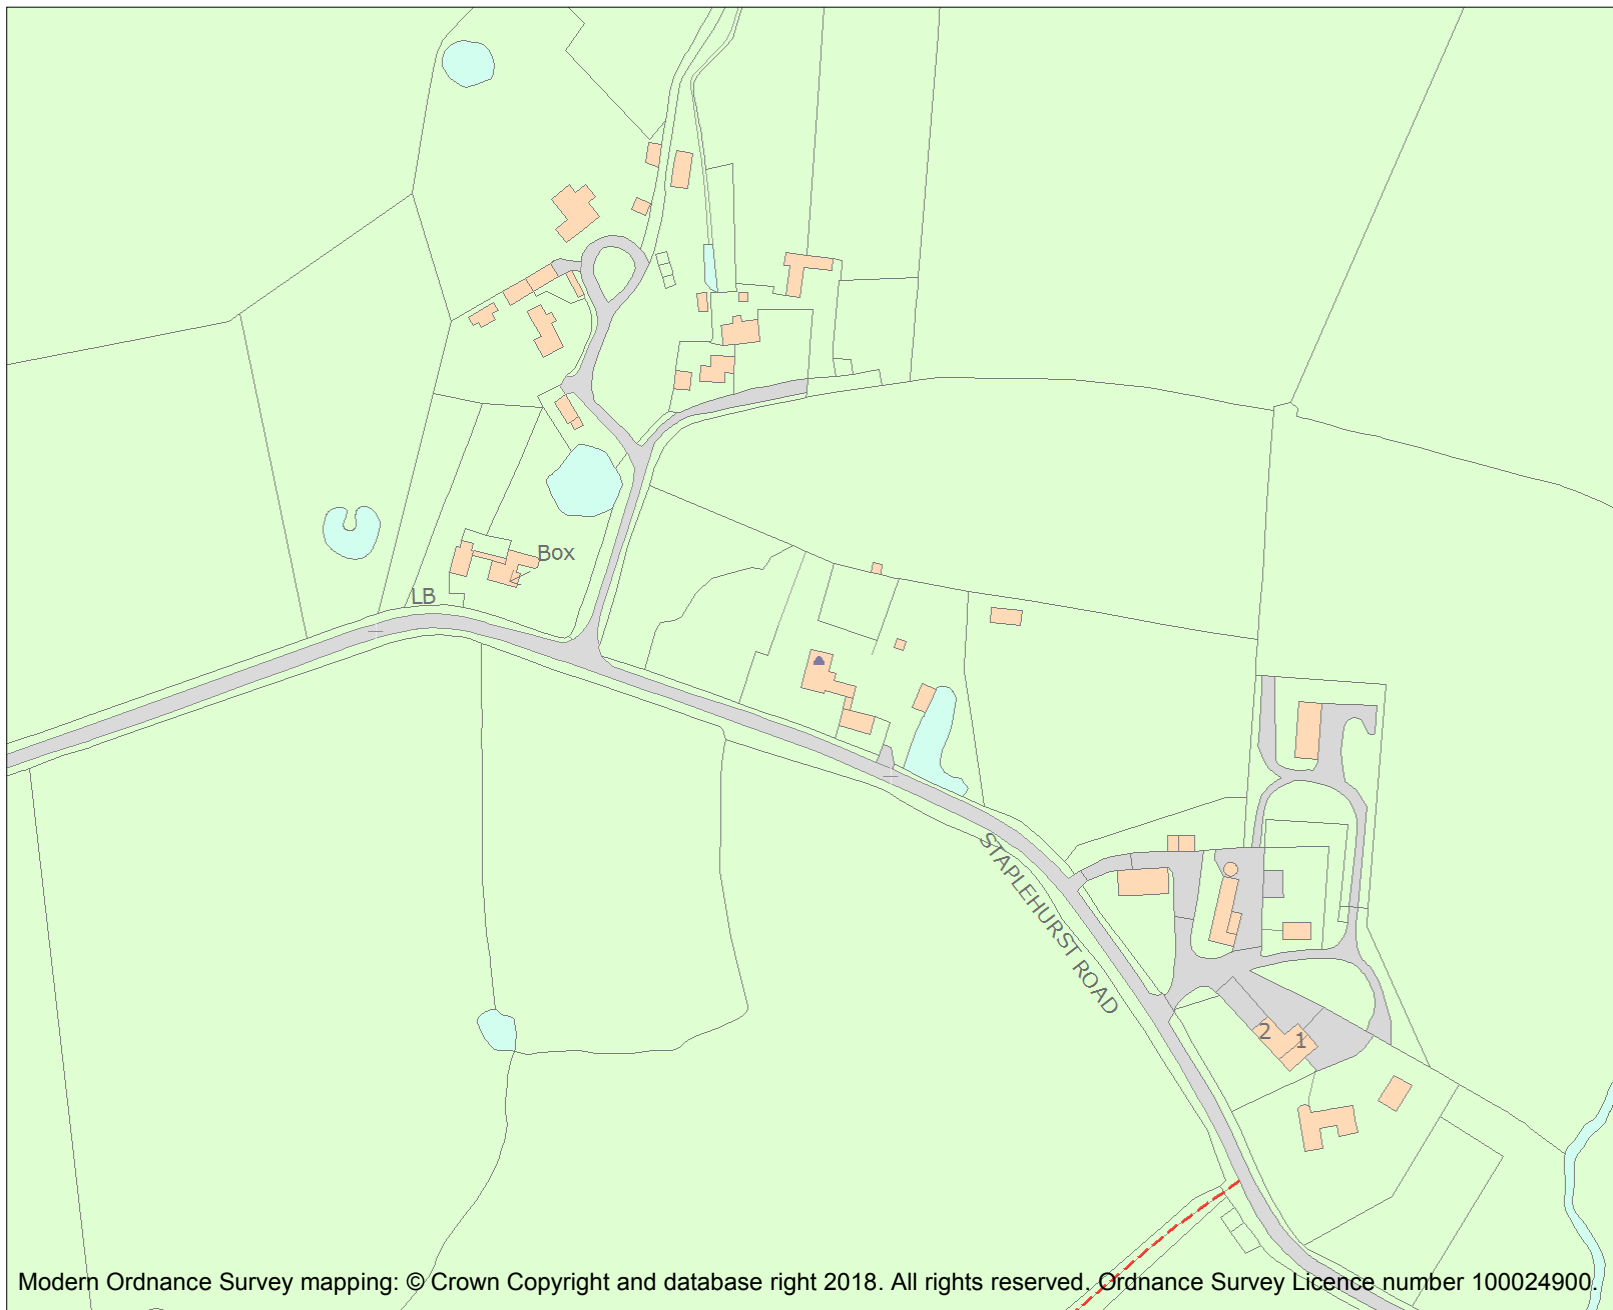 Box
LB
STAPLEHURST ROAD
2
1
Modern Ordnance Survey mapping: © Crown Copyright and database right 2018. All rights reserved. Ordnance Survey Licence number 100024900.